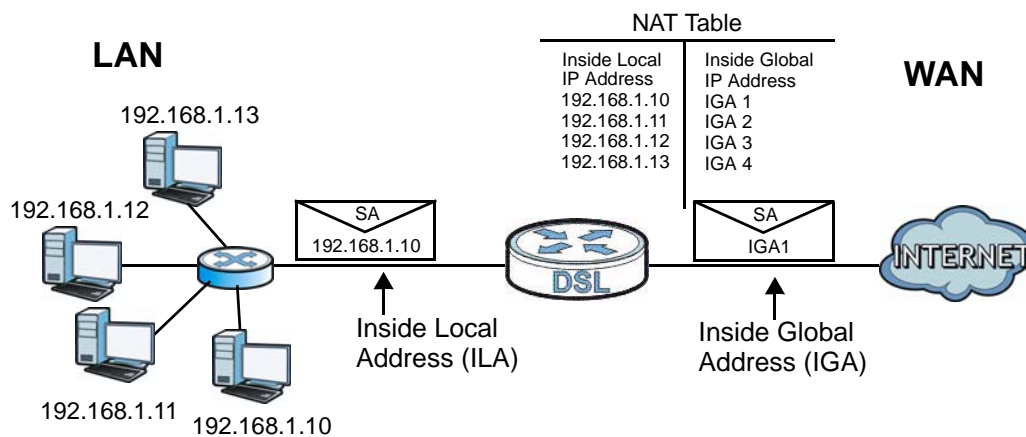 NAT Table
LAN
WAN
Inside Local
IP Address
192.168.1.10
192.168.1.11
192.168.1.12
192.168.1.13
Inside Global
IP Address
IGA 1
IGA 2
IGA 3
IGA 4
192.168.1.13
192.168.1.12
192.168.1.11
192.168.1.10
SA
192.168.1.10
DSL
SA
IGA1
INTERNET
Inside Local
Address (ILA)
Inside Global
Address (IGA)